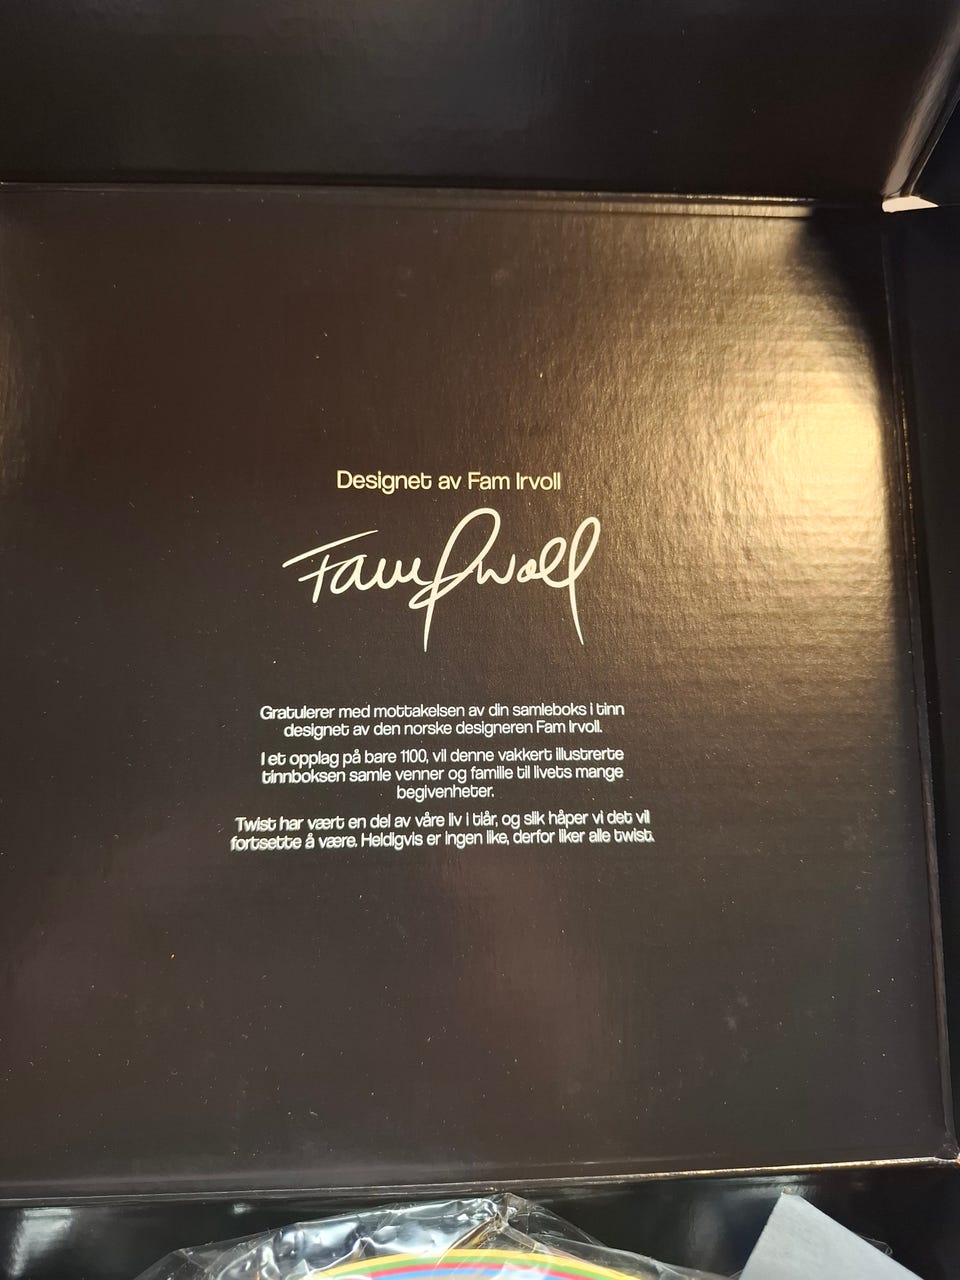 Designet av Fam Irvoll
Fam Irvoll
Gratulerer med mottakelsen av din samleboks i tinn
designet av den norske designeren Fam Irvoll.
I et opplag på bare 1100, vil denne vakkert illustrerte
tinnboksen samle venner og familie til livets mange
begivenheter.
Twist har vært en del av våre liv i tiår, og slik håper vi det vil
fortsette å være. Heldigvis er ingen like, derfor liker alle twist.